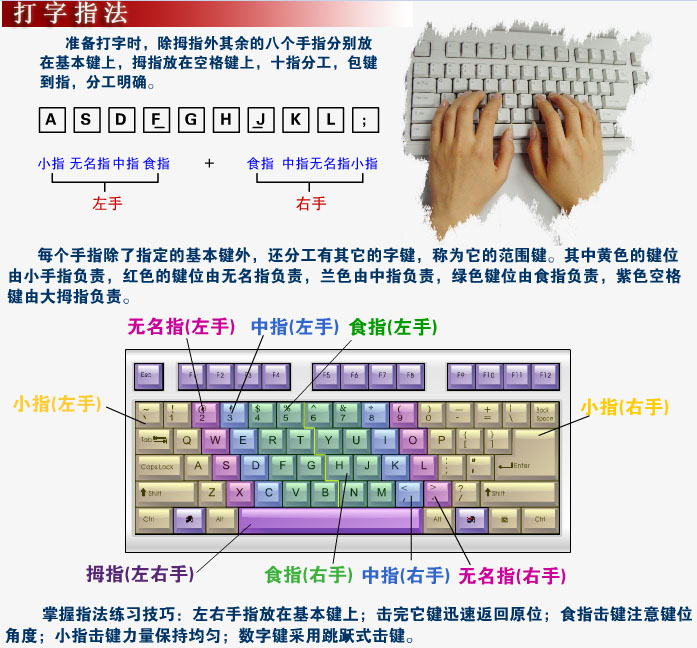 打字指法
准备打字时，除拇指外其余的八个手指分别放
在基本键上，拇指放在空格键上，十指分工，包键
到指，分工明确。
A S D F G H J K L ;
小指 无名指 中指 食指 + 食指 中指 无名指 小指
左手 右手
每个手指除了指定的基本键外，还分工有其它的字键，称为它的范围键。其中黄色的键位
由小手指负责，红色的键位由无名指负责，兰色由中指负责，绿色键位由食指负责，紫色空格
键由大拇指负责。
无名指(左手) 中指(左手) 食指(左手)
Esc F1 F2 F3 F4 F5 F6 F7 F8 F9 F10 F11 F12
小指(左手) 小指(右手)
~ ! @ # $ % ^ & * ( ) — + |
\ 1 2 3 4 5 6 7 8 9 0 - = \ Back Space
Tab Q W E R T Y U I O P { [ } ]
Caps Lock A S D F G H J K L : ; " ' Enter
Shift Z X C V B N M < , > . ? / Shift
Ctrl Alt Alt Ctrl
拇指(左右手) 食指(右手) 中指(右手) 无名指(右手)
掌握指法练习技巧：左右手指放在基本键上；击完它键迅速返回原位；食指击键注意键位
角度；小指击键力量保持均匀；数字键采用跳跃式击键。